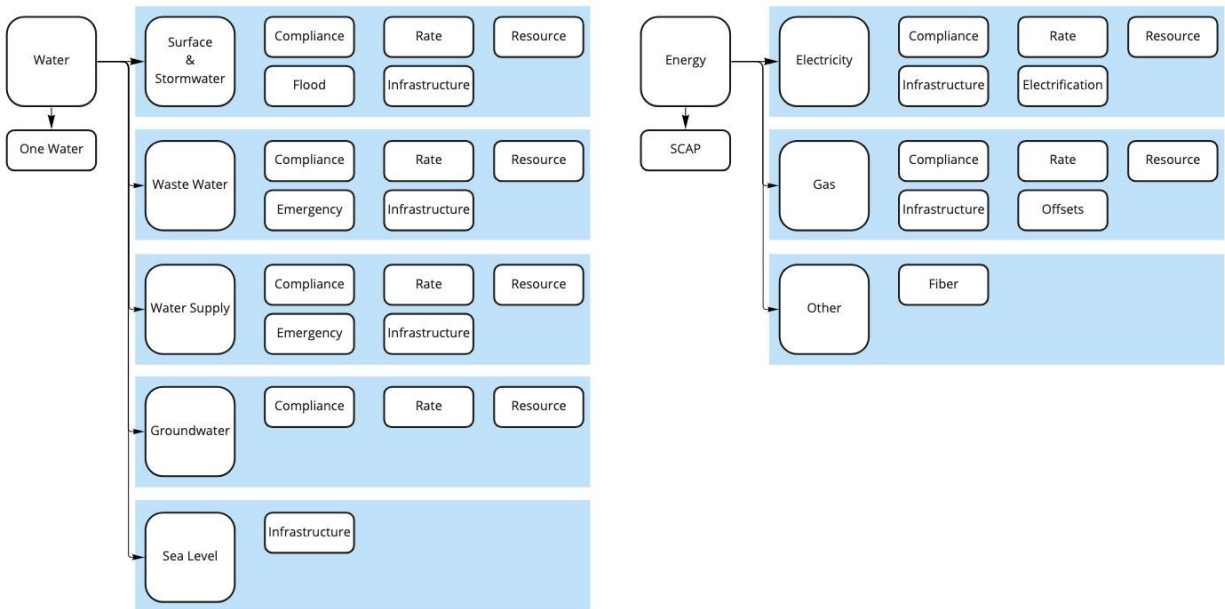 Water
One Water
Surface
&
Stormwater
Compliance
Rate
Resource
Flood
Infrastructure
Waste Water
Compliance
Rate
Resource
Emergency
Infrastructure
Water Supply
Compliance
Rate
Resource
Emergency
Infrastructure
Groundwater
Compliance
Rate
Resource
Sea Level
Infrastructure
Energy
SCAP
Electricity
Compliance
Rate
Resource
Infrastructure
Electrification
Gas
Compliance
Rate
Resource
Infrastructure
Offsets
Other
Fiber